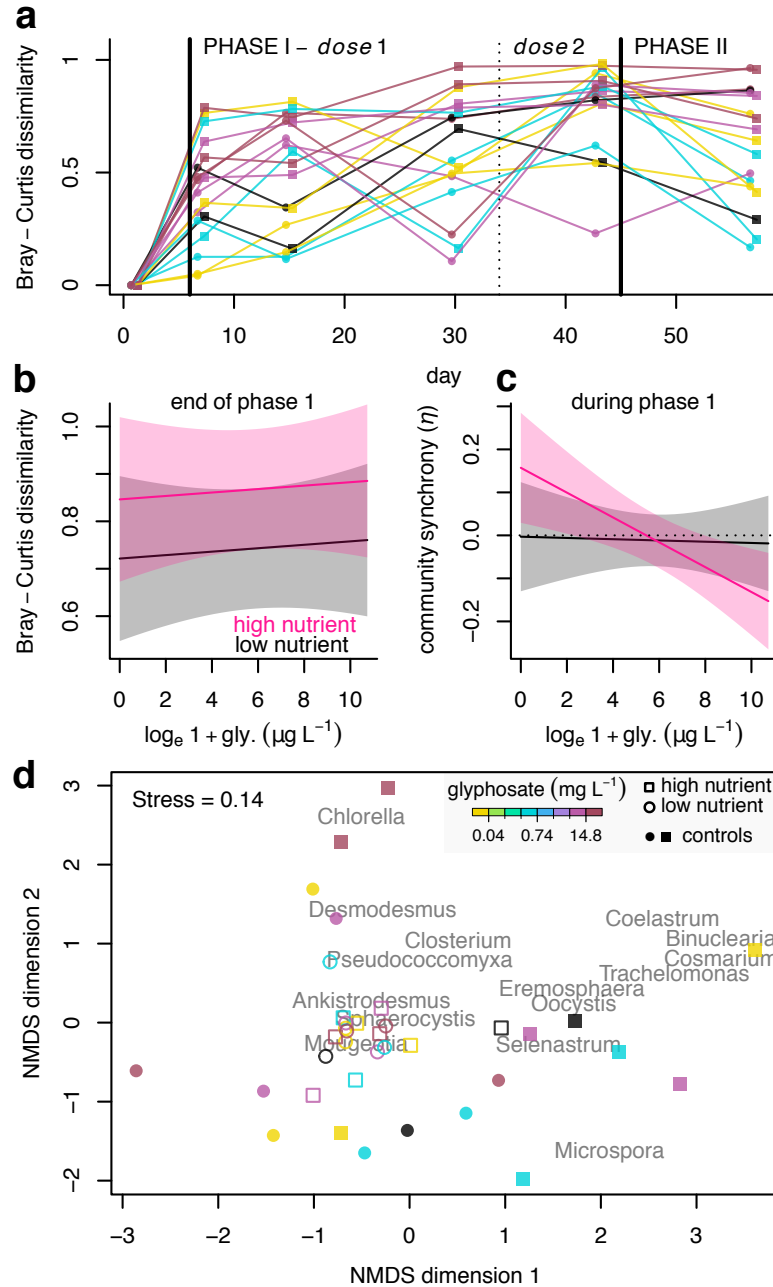 a
PHASE I – dose 1
dose 2
PHASE II
Bray – Curtis dissimilarity
0
0.5
1
0 10 20 30 40 50
day
b
end of phase 1
Bray – Curtis dissimilarity
0.6 0.8 0.9 1.0
high nutrient
low nutrient
0 2 4 6 8 10
logₑ 1 + gly. (µg L⁻¹)
c
during phase 1
community synchrony (η)
−0.2 0.0 0.2
0 2 4 6 8 10
logₑ 1 + gly. (µg L⁻¹)
d
Stress = 0.14
glyphosate (mg L⁻¹)
0.04 0.74 14.8
high nutrient
low nutrient
controls
Chlorella
Desmodesmus
Coelastrum
Closterium
Binuclearia
Pseudococcomyxa
Cosmarium
Trachelomonas
Eremosphaera
Ankistrodesmus
Oocystis
Sphaerocystis
Mougeotia
Selenastrum
Microspora
NMDS dimension 2
−2 −1 0 1 2 3
−3 −2 −1 0 1 2 3
NMDS dimension 1